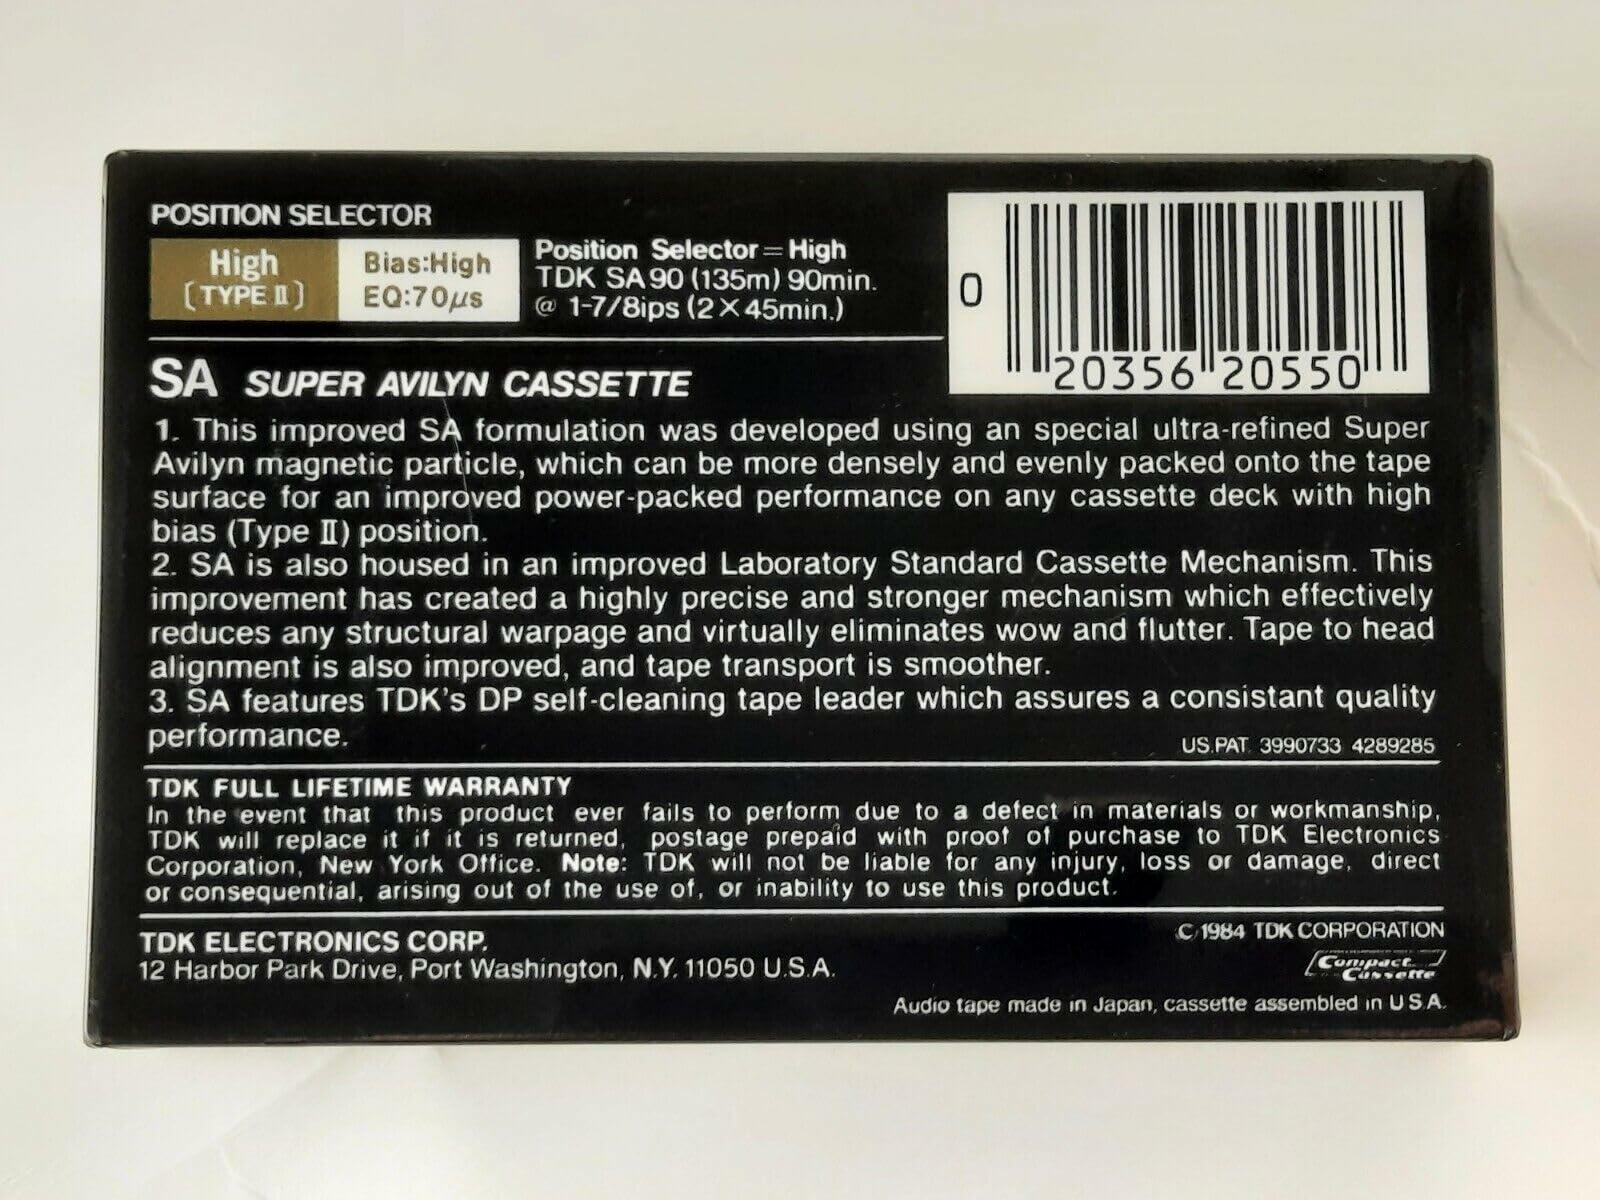 POSITION SELECTOR
High
(TYPE II)
Bias:High
EQ:70μs
Position Selector=High
TDK SA90 (135m) 90min.
@ 1-7/8ips (2×45min.)
0 20356 20550
SA SUPER AVILYN CASSETTE
1. This improved SA formulation was developed using an special ultra-refined Super
Avilyn magnetic particle, which can be more densely and evenly packed onto the tape
surface for an improved power-packed performance on any cassette deck with high
bias (Type II) position.
2. SA is also housed in an improved Laboratory Standard Cassette Mechanism. This
improvement has created a highly precise and stronger mechanism which effectively
reduces any structural warpage and virtually eliminates wow and flutter. Tape to head
alignment is also improved, and tape transport is smoother.
3. SA features TDK's DP self-cleaning tape leader which assures a consistant quality
performance.
US.PAT. 3990733 4289285
TDK FULL LIFETIME WARRANTY
In the event that this product ever fails to perform due to a defect in materials or workmanship,
TDK will replace it if it is returned, postage prepaid with proof of purchase to TDK Electronics
Corporation, New York Office. Note: TDK will not be liable for any injury, loss or damage, direct
or consequential, arising out of the use of, or inability to use this product.
TDK ELECTRONICS CORP.
12 Harbor Park Drive, Port Washington, N.Y. 11050 U.S.A.
C 1984 TDK CORPORATION
Compact
Cassette
Audio tape made in Japan, cassette assembled in U.S.A.